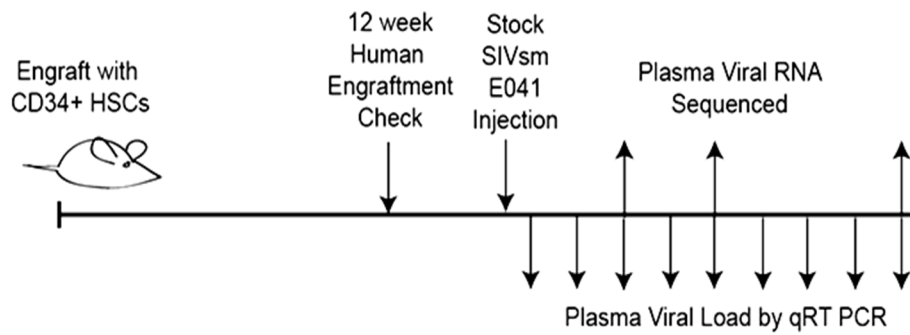 Engraft with
CD34+ HSCs
12 week
Human
Engraftment
Check
Stock
SIVsm
E041
Injection
Plasma Viral RNA
Sequenced
Plasma Viral Load by qRT PCR